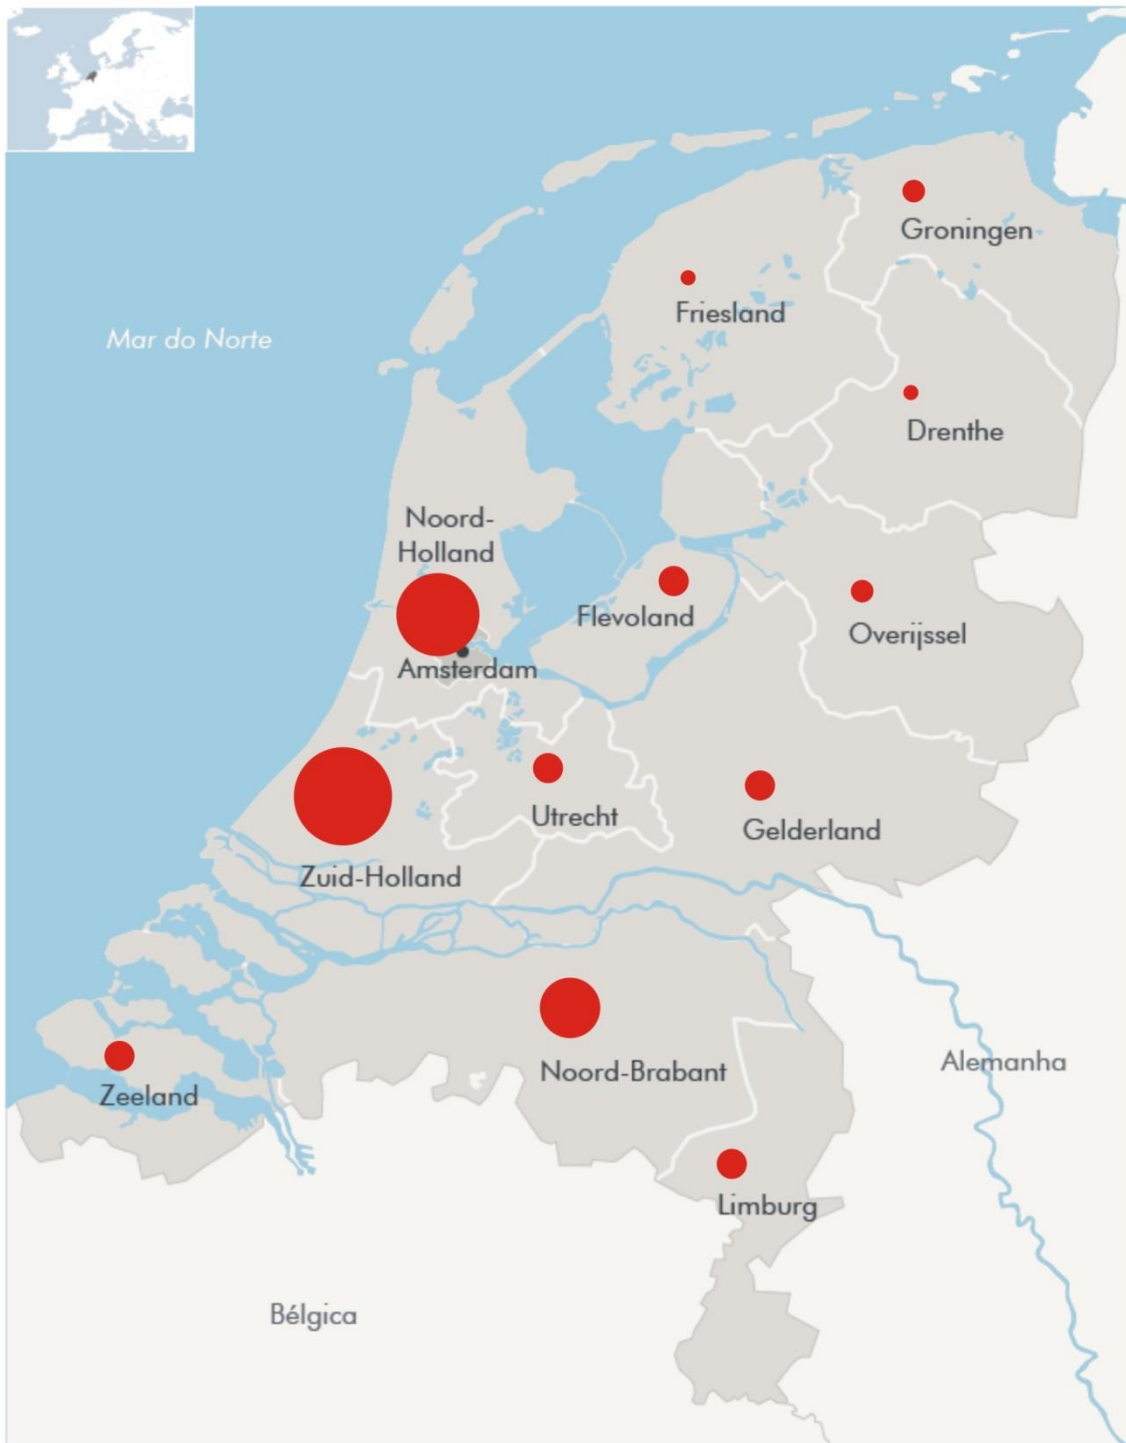 Groningen
Friesland
Mar do Norte
Drenthe
Noord-
Holland
Flevoland
Overijssel
Amsterdam
Utrecht
Gelderland
Zuid-Holland
Alemanha
Noord-Brabant
Zeeland
Limburg
Bélgica